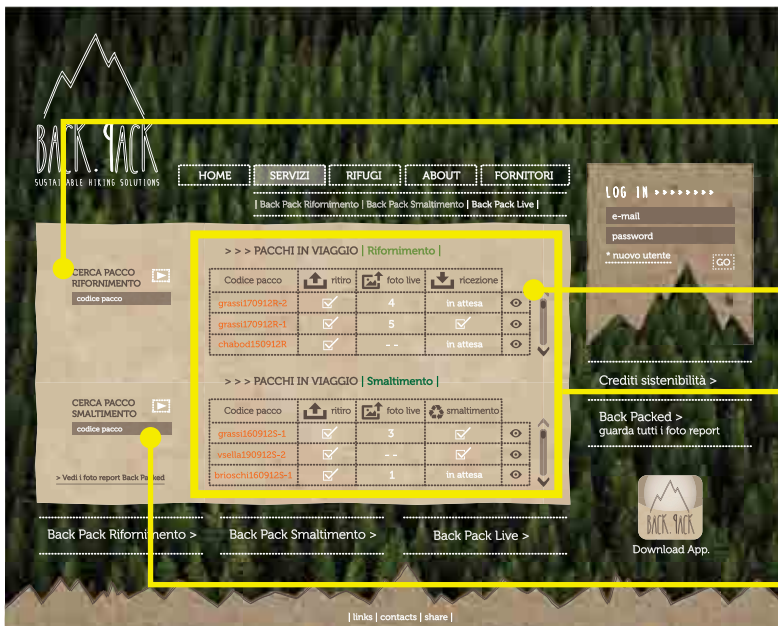 BACK.PACK
SUSTAINABLE HIKING SOLUTIONS
HOME SERVIZI RIFUGI ABOUT FORNITORI
| Back Pack Rifornimento | Back Pack Smaltimento | Back Pack Live |
LOG IN
e-mail
password
* nuovo utente
GO
CERCA PACCO
RIFORNIMENTO
codice pacco
> > > PACCHI IN VIAGGIO | Rifornimento |
Codice pacco ritiro foto live ricezione
grassi170912R-2 4 in attesa
grassi170912R-1 5
chabod150912R - - in attesa
CERCA PACCO
SMALTIMENTO
codice pacco
> Vedi i foto report Back Packed
> > > PACCHI IN VIAGGIO | Smaltimento |
Codice pacco ritiro foto live smaltimento
grassi160912S-1 3
vsella190912S-2 - -
brioschi160912S-1 1 in attesa
Crediti sistenibilità >
Back Packed >
guarda tutti i foto report
BACK.PACK
Download App.
Back Pack Rifornimento >
Back Pack Smaltimento >
Back Pack Live >
| links | contacts | share |